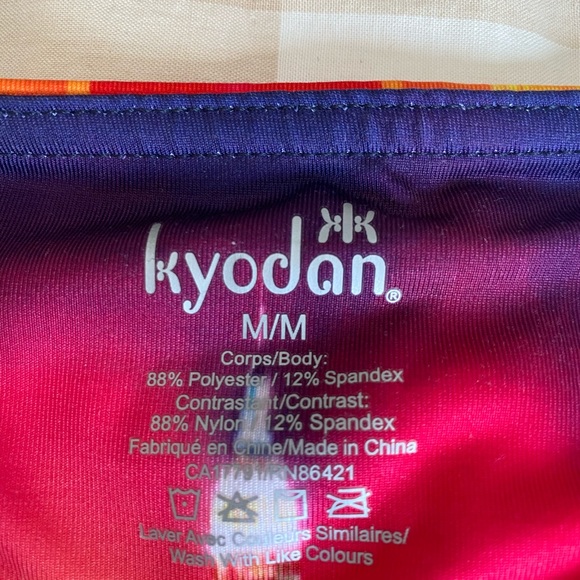 kyodan®
M/M
Corps/Body:
88% Polyester / 12% Spandex
Contrastant/Contrast:
88% Nylon / 12% Spandex
Fabriqué en Chine/Made in China
Laver Avec Couleurs Similaires/
Wash With Like Colours